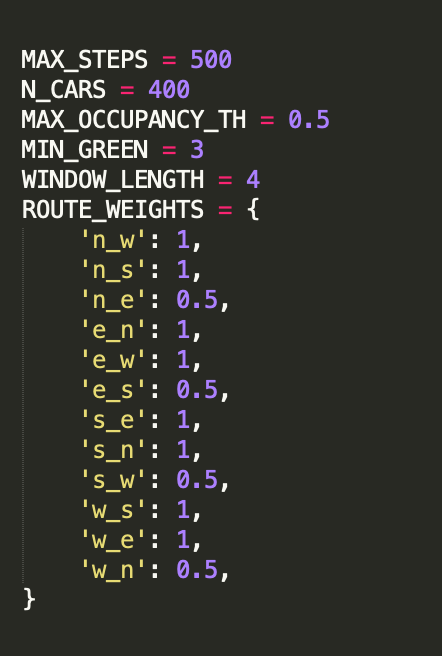 MAX_STEPS = 500
N_CARS = 400
MAX_OCCUPANCY_TH = 0.5
MIN_GREEN = 3
WINDOW_LENGTH = 4
ROUTE_WEIGHTS = {
    'n_w': 1,
    'n_s': 1,
    'n_e': 0.5,
    'e_n': 1,
    'e_w': 1,
    'e_s': 0.5,
    's_e': 1,
    's_n': 1,
    's_w': 0.5,
    'w_s': 1,
    'w_e': 1,
    'w_n': 0.5,
}